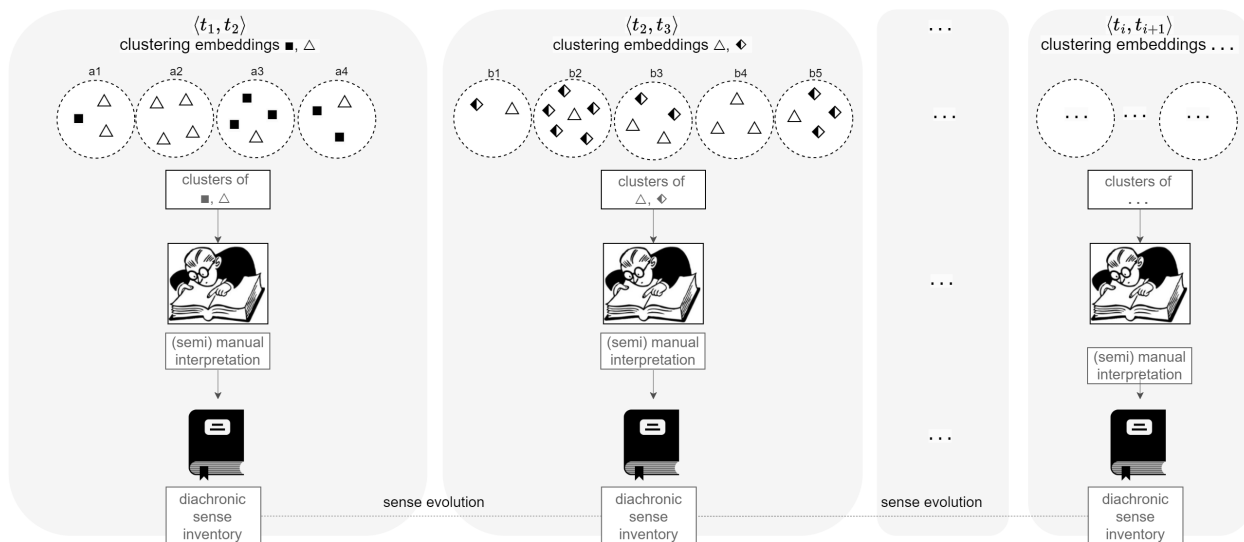 ⟨t₁, t₂⟩
clustering embeddings ■, △
a1 a2 a3 a4
clusters of
■, △
(semi) manual
interpretation
diachronic
sense
inventory
sense evolution
⟨t₂, t₃⟩
clustering embeddings △, ⬖
b1 b2 b3 b4 b5
clusters of
△, ⬖
(semi) manual
interpretation
diachronic
sense
inventory
sense evolution
...
...
...
...
⟨tᵢ, tᵢ₊₁⟩
clustering embeddings ...
... ... ...
clusters of
...
(semi) manual
interpretation
diachronic
sense
inventory